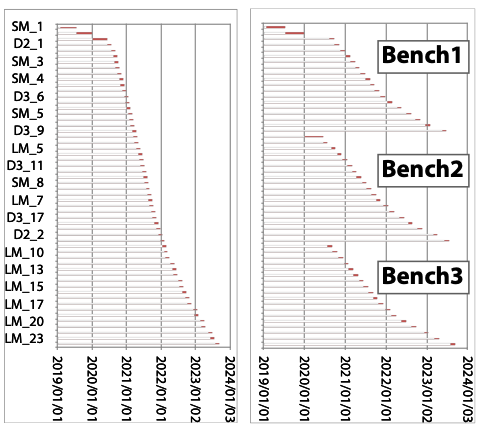 SM_1
D2_1
SM_3
SM_4
D3_6
SM_5
D3_9
LM_5
D3_11
SM_8
LM_7
D3_17
D2_2
LM_10
LM_13
LM_15
LM_17
LM_20
LM_23
2019/01/01
2020/01/01
2021/01/01
2022/01/01
2023/01/01
2024/01/03
Bench1
Bench2
Bench3
2019/01/01
2020/01/01
2021/01/01
2022/01/01
2023/01/01
2024/01/03